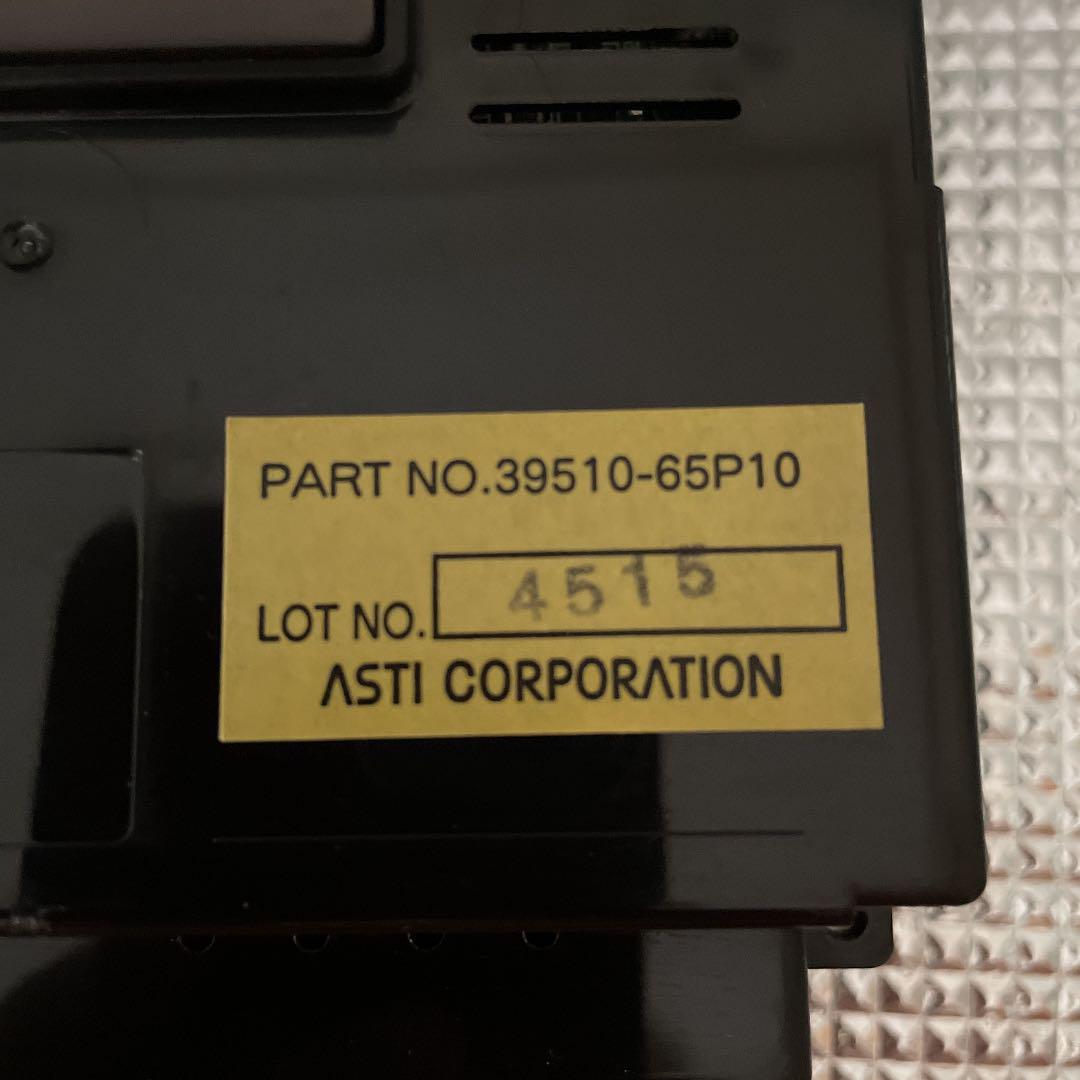 PART NO.39510-65P10
LOT NO. 4515
ASTI CORPORATION